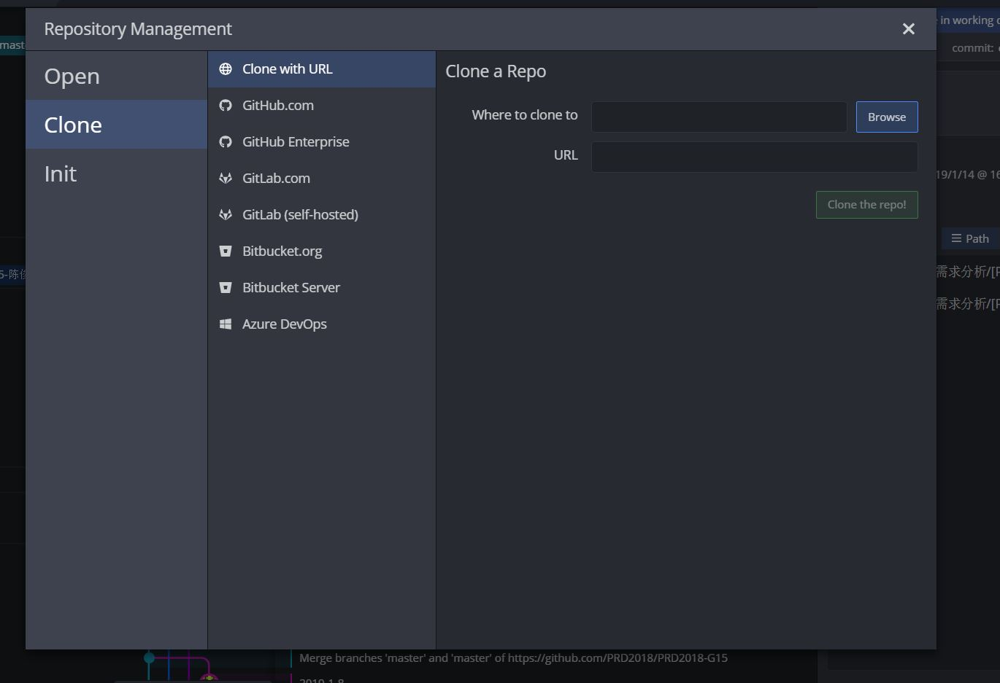 Repository Management
in working
commit:
mast
Open
Clone
Init
Clone with URL
GitHub.com
GitHub Enterprise
GitLab.com
GitLab (self-hosted)
Bitbucket.org
Bitbucket Server
Azure DevOps
Clone a Repo
Where to clone to
Browse
URL
Clone the repo!
19/1/14 @ 16
Path
5-陈俊
需求分析/[P
需求分析/[P
Merge branches 'master' and 'master' of https://github.com/PRD2018/PRD2018-G15
2019-1-8